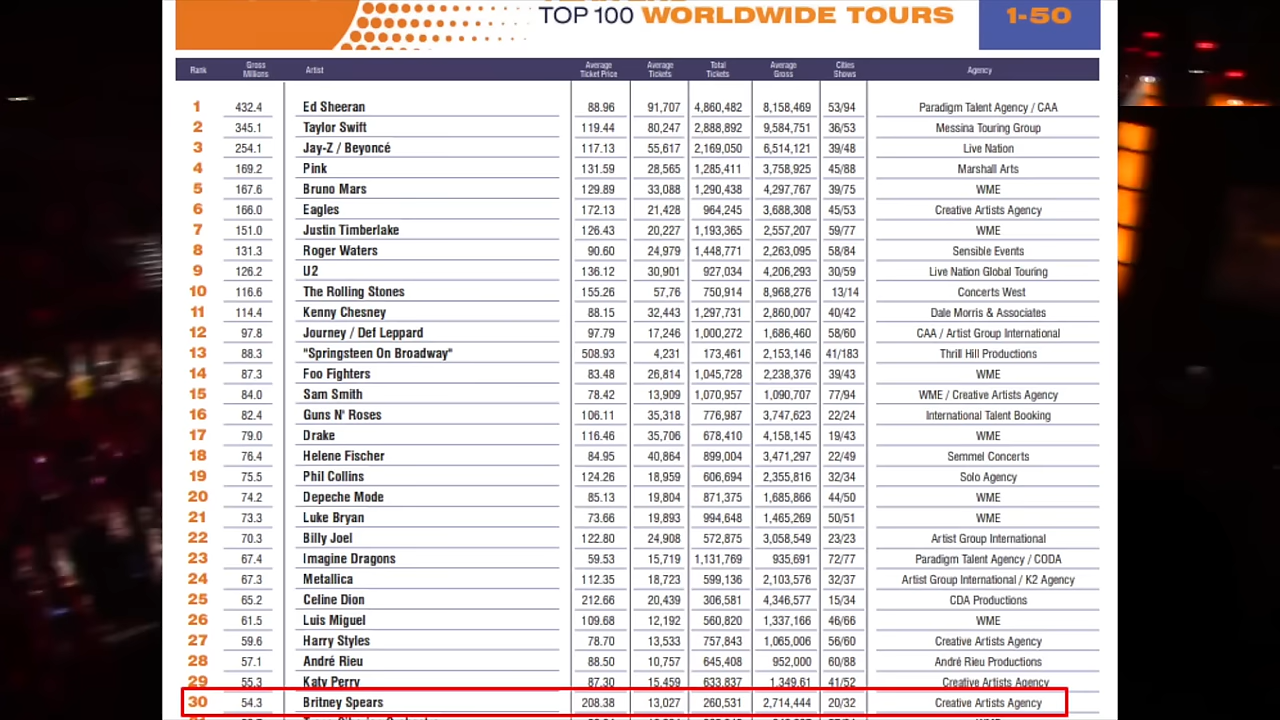 TOP 100 WORLDWIDE TOURS 1-50
Rank Gross Millions Artist Average Ticket Price Average Tickets Total Tickets Average Gross Cities Shows Agency
1 432.4 Ed Sheeran 88.96 91,707 4,860,482 8,158,469 53/94 Paradigm Talent Agency / CAA
2 345.1 Taylor Swift 119.44 80,247 2,888,892 9,584,751 36/53 Messina Touring Group
3 254.1 Jay-Z / Beyoncé 117.13 55,617 2,169,050 6,514,121 39/48 Live Nation
4 169.2 Pink 131.59 28,565 1,285,411 3,758,925 45/88 Marshall Arts
5 167.6 Bruno Mars 129.89 33,088 1,290,438 4,297,767 39/75 WME
6 166.0 Eagles 172.13 21,428 964,245 3,688,308 45/53 Creative Artists Agency
7 151.0 Justin Timberlake 126.43 20,227 1,193,365 2,557,207 59/77 WME
8 131.3 Roger Waters 90.60 24,979 1,448,771 2,263,095 58/84 Sensible Events
9 126.2 U2 136.12 30,901 927,034 4,206,293 30/59 Live Nation Global Touring
10 116.6 The Rolling Stones 155.26 57,76 750,914 8,968,276 13/14 Concerts West
11 114.4 Kenny Chesney 88.15 32,443 1,297,731 2,860,007 40/42 Dale Morris & Associates
12 97.8 Journey / Def Leppard 97.79 17,246 1,000,272 1,686,460 58/60 CAA / Artist Group International
13 88.3 "Springsteen On Broadway" 508.93 4,231 173,461 2,153,146 41/183 Thrill Hill Productions
14 87.3 Foo Fighters 83.48 26,814 1,045,728 2,238,376 39/43 WME
15 84.0 Sam Smith 78.42 13,909 1,070,957 1,090,707 77/94 WME / Creative Artists Agency
16 82.4 Guns N' Roses 106.11 35,318 776,987 3,747,623 22/24 International Talent Booking
17 79.0 Drake 116.46 35,706 678,410 4,158,145 19/43 WME
18 76.4 Helene Fischer 84.95 40,864 899,004 3,471,297 22/49 Semmel Concerts
19 75.5 Phil Collins 124.26 18,959 606,694 2,355,816 32/34 Solo Agency
20 74.2 Depeche Mode 85.13 19,804 871,375 1,685,866 44/50 WME
21 73.3 Luke Bryan 73.66 19,893 994,648 1,465,269 50/51 WME
22 70.3 Billy Joel 122.80 24,908 572,875 3,058,549 23/23 Artist Group International
23 67.4 Imagine Dragons 59.53 15,719 1,131,769 935,691 72/77 Paradigm Talent Agency / CODA
24 67.3 Metallica 112.35 18,723 599,136 2,103,576 32/37 Artist Group International / K2 Agency
25 65.2 Celine Dion 212.66 20,439 306,581 4,346,577 15/34 CDA Productions
26 61.5 Luis Miguel 109.68 12,192 560,820 1,337,166 46/66 WME
27 59.6 Harry Styles 78.70 13,533 757,843 1,065,006 56/60 Creative Artists Agency
28 57.1 André Rieu 88.50 10,757 645,408 952,000 60/88 André Rieu Productions
29 55.3 Katy Perry 87.30 15,459 633,837 1,349,61 41/52 Creative Artists Agency
30 54.3 Britney Spears 208.38 13,027 260,531 2,714,444 20/32 Creative Artists Agency